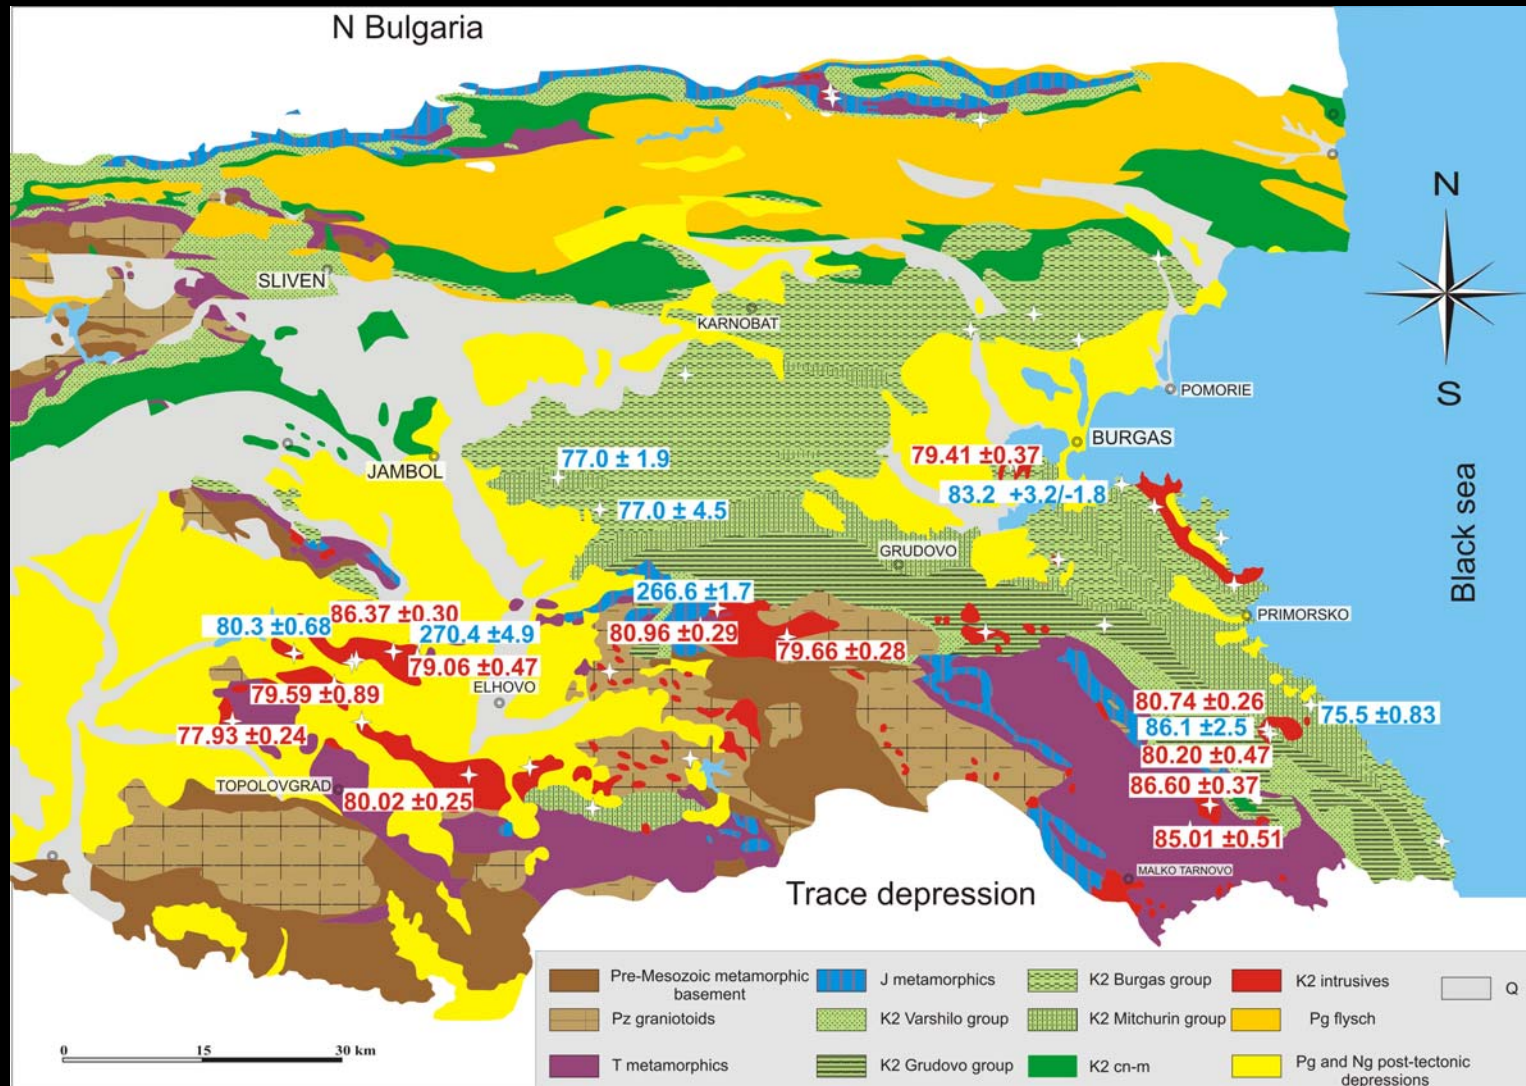 N Bulgaria
N
S
SLIVEN
KARNOBAT
POMORIE
BURGAS
JAMBOL
79.41 ±0.37
77.0 ± 1.9
83.2 +3.2/-1.8
77.0 ± 4.5
GRUDOVO
Black sea
266.6 ±1.7
86.37 ±0.30
PRIMORSKO
80.3 ±0.68
270.4 ±4.9
80.96 ±0.29
79.66 ±0.28
79.06 ±0.47
ELHOVO
79.59 ±0.89
80.74 ±0.26
75.5 ±0.83
86.1 ±2.5
77.93 ±0.24
80.20 ±0.47
TOPOLOVGRAD
86.60 ±0.37
80.02 ±0.25
85.01 ±0.51
MALKO TARNOVO
Trace depression
Pre-Mesozoic metamorphic
basement
J metamorphics
K2 Burgas group
K2 intrusives
Q
Pz graniotoids
K2 Varshilo group
K2 Mitchurin group
Pg flysch
T metamorphics
K2 Grudovo group
K2 cn-m
Pg and Ng post-tectonic
depressions
0 15 30 km